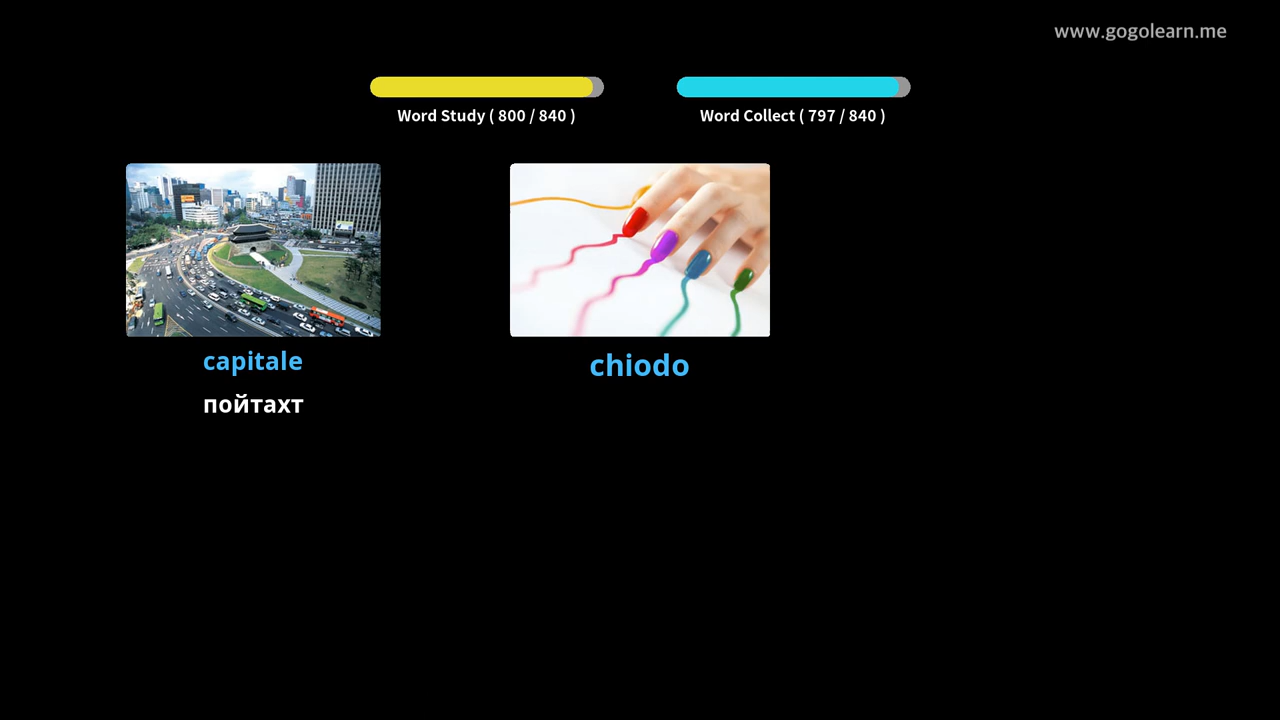 www.gogolearn.me
Word Study ( 800 / 840 )
Word Collect ( 797 / 840 )
capitale
пойтахт
chiodo